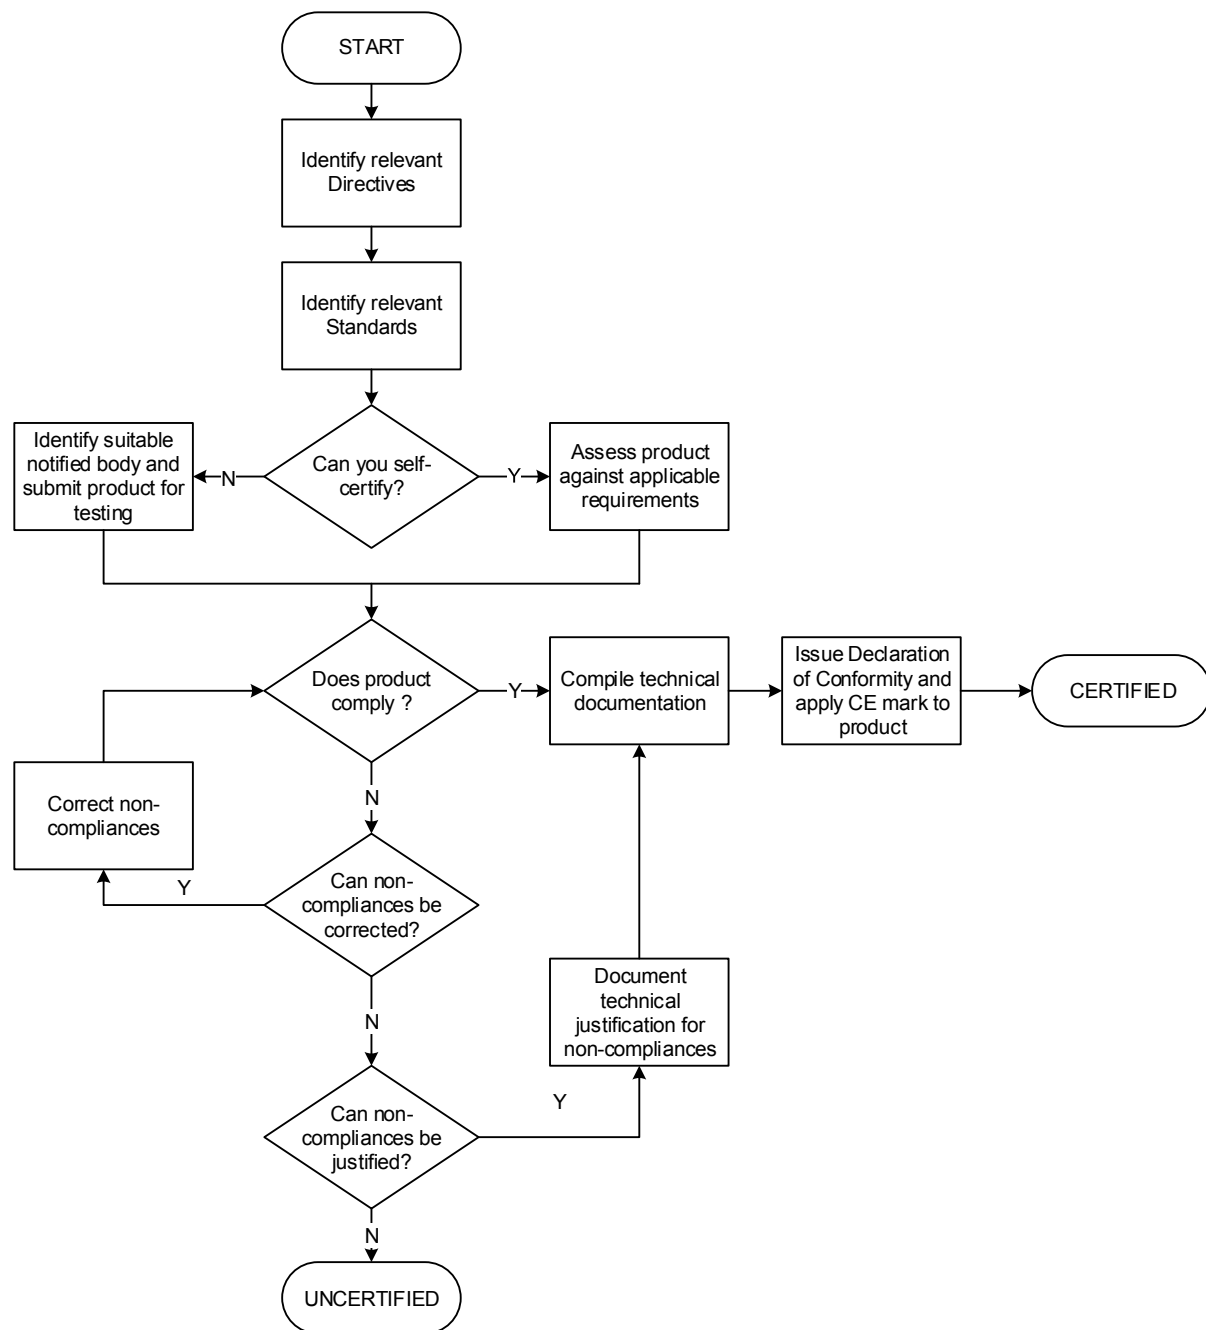 START
Identify relevant
Directives
Identify relevant
Standards
Identify suitable
notified body and
submit product for
testing
N
Can you self-
certify?
Y
Assess product
against applicable
requirements
Does product
comply ?
Y
Compile technical
documentation
Issue Declaration
of Conformity and
apply CE mark to
product
CERTIFIED
N
Correct non-
compliances
Y
Can non-
compliances be
corrected?
N
Document
technical
justification for
non-compliances
Y
Can non-
compliances be
justified?
N
UNCERTIFIED